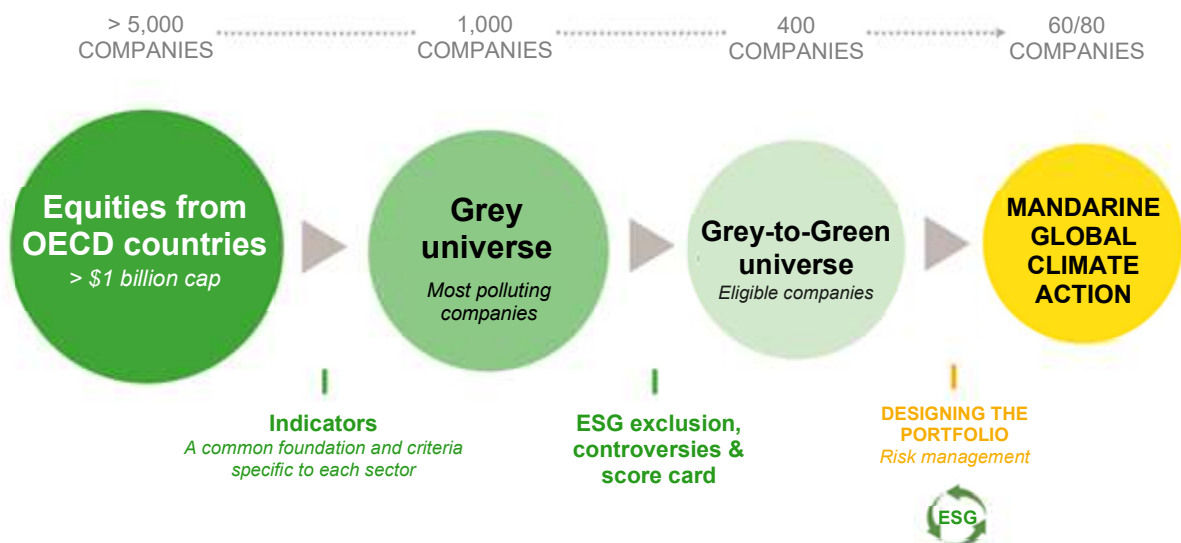 > 5,000
COMPANIES
1,000
COMPANIES
400
COMPANIES
60/80
COMPANIES
Equities from
OECD countries
> $1 billion cap
Grey
universe
Most polluting
companies
Grey-to-Green
universe
Eligible companies
MANDARINE
GLOBAL
CLIMATE
ACTION
Indicators
A common foundation and criteria
specific to each sector
ESG exclusion,
controversies &
score card
DESIGNING THE
PORTFOLIO
Risk management
ESG